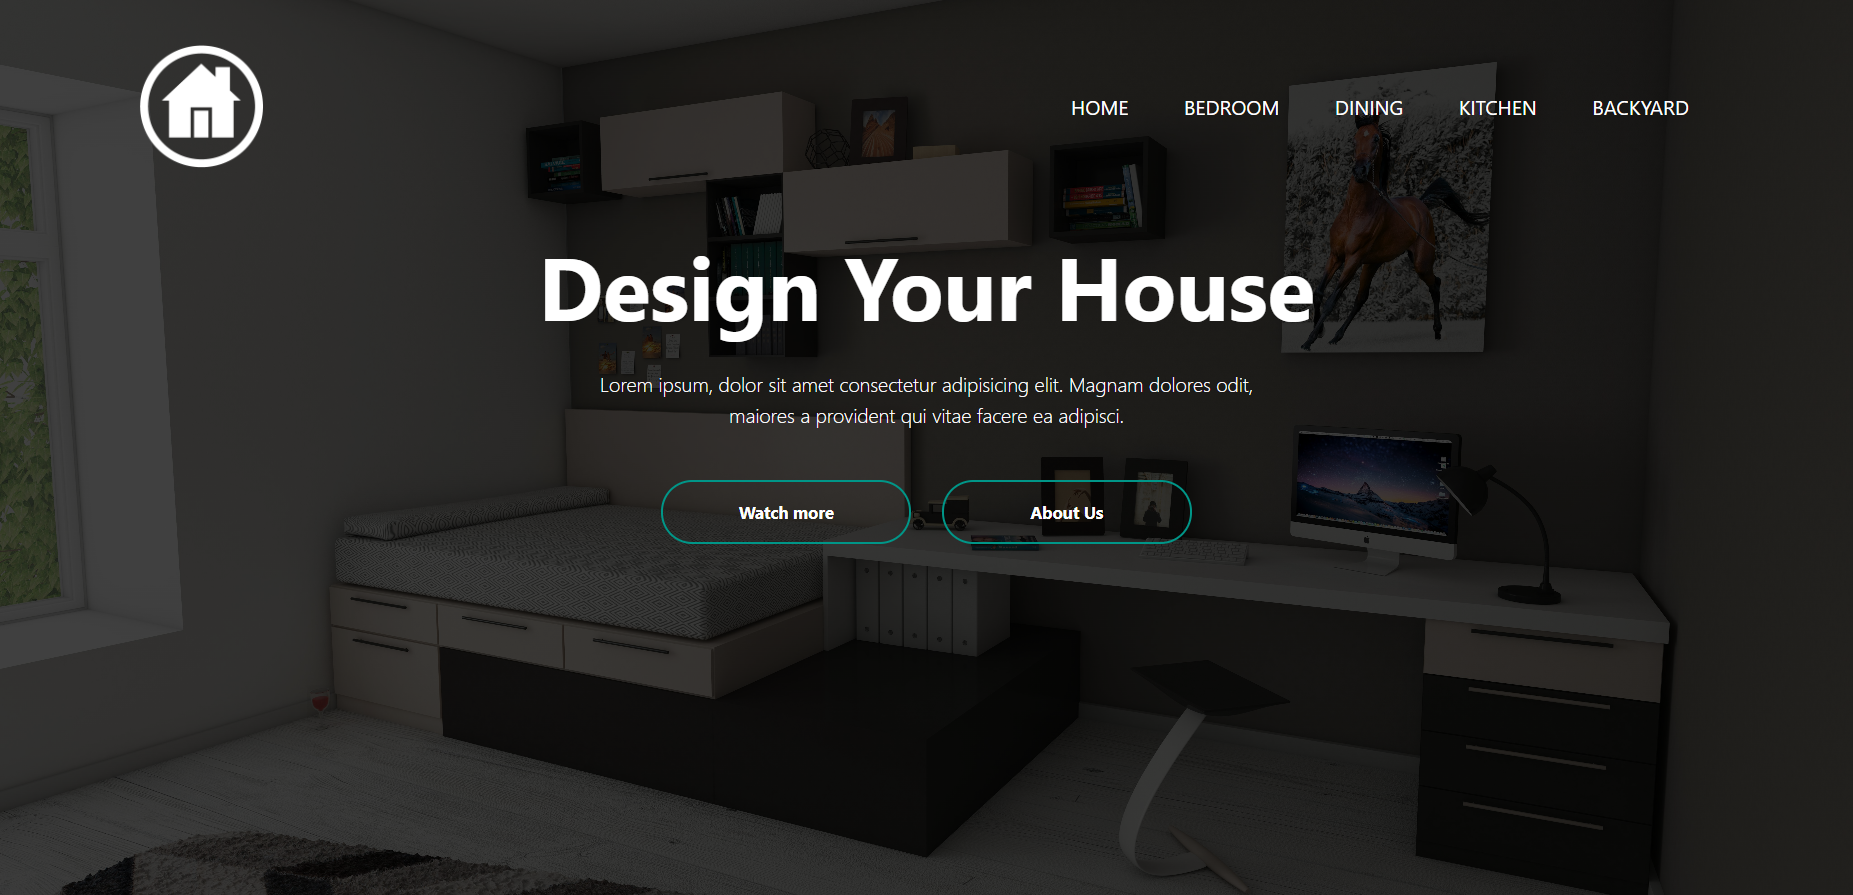 HOME BEDROOM DINING KITCHEN BACKYARD
Design Your House
Lorem ipsum, dolor sit amet consectetur adipisicing elit. Magnam dolores odit,
maiores a provident qui vitae facere ea adipisci.
Watch more About Us